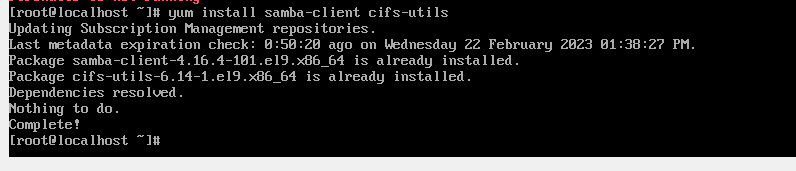 [root@localhost ~]# yum install samba-client cifs-utils
Updating Subscription Management repositories.
Last metadata expiration check: 0:50:20 ago on Wednesday 22 February 2023 01:38:27 PM.
Package samba-client-4.16.4-101.el9.x86_64 is already installed.
Package cifs-utils-6.14-1.el9.x86_64 is already installed.
Dependencies resolved.
Nothing to do.
Complete!
[root@localhost ~]#